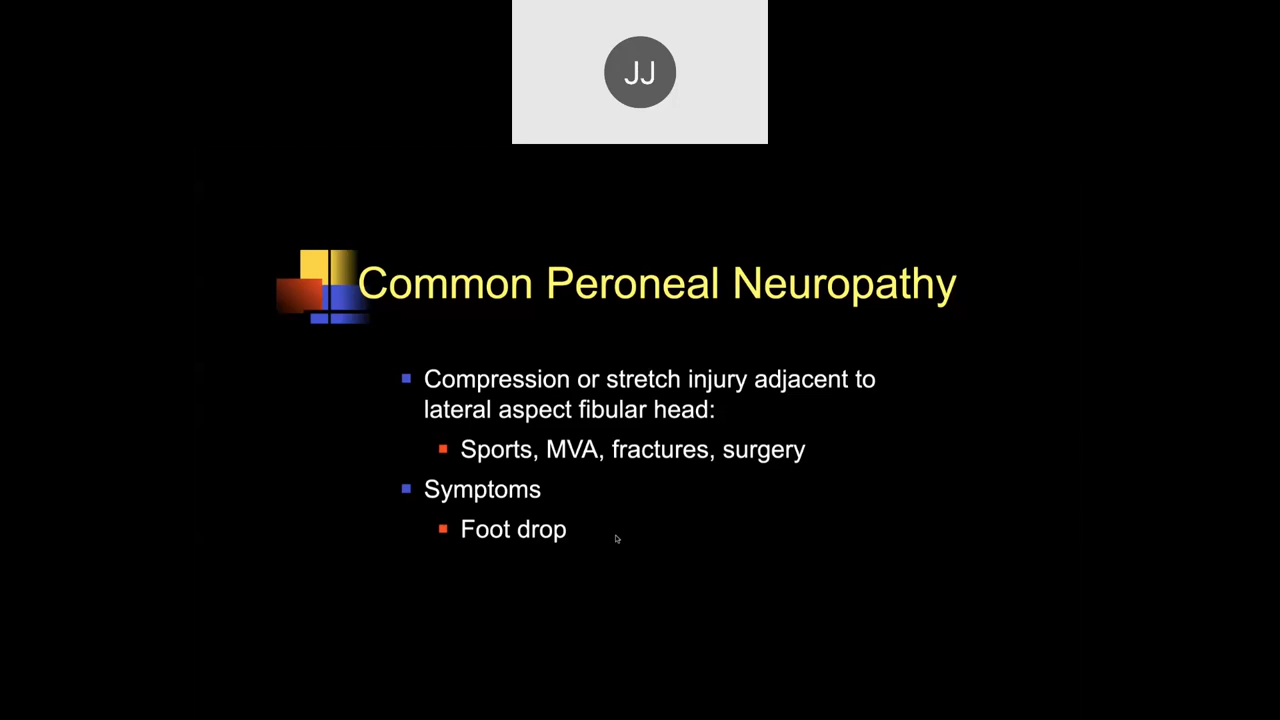 JJ
Common Peroneal Neuropathy
Compression or stretch injury adjacent to
lateral aspect fibular head:
Sports, MVA, fractures, surgery
Symptoms
Foot drop